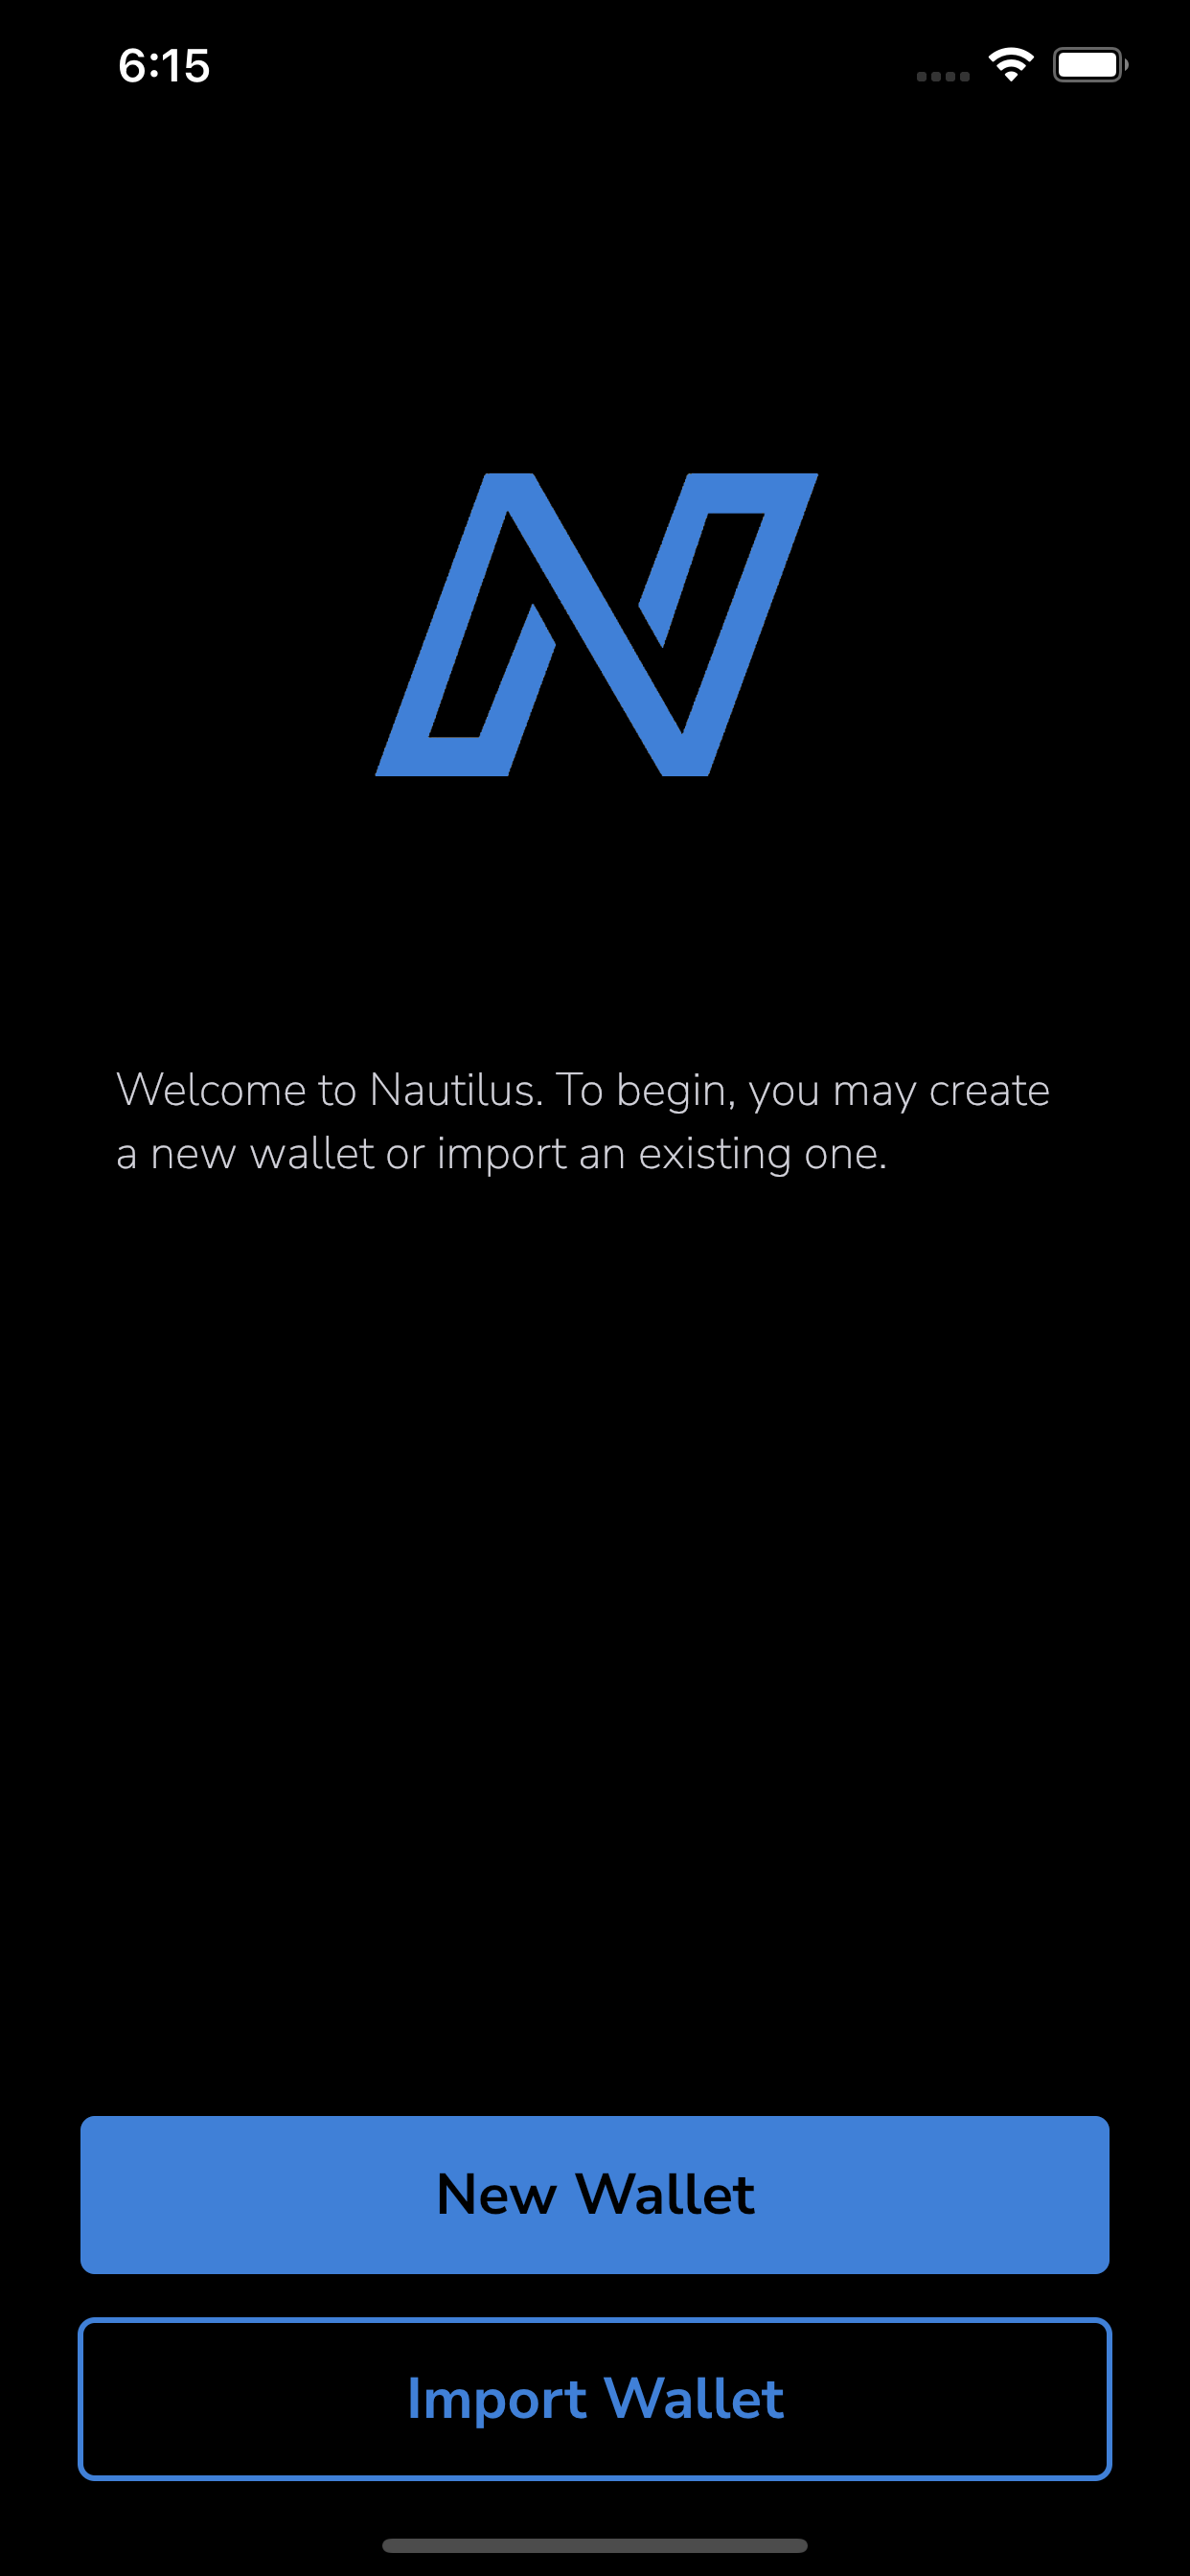 6:15
Welcome to Nautilus. To begin, you may create
a new wallet or import an existing one.
New Wallet
Import Wallet